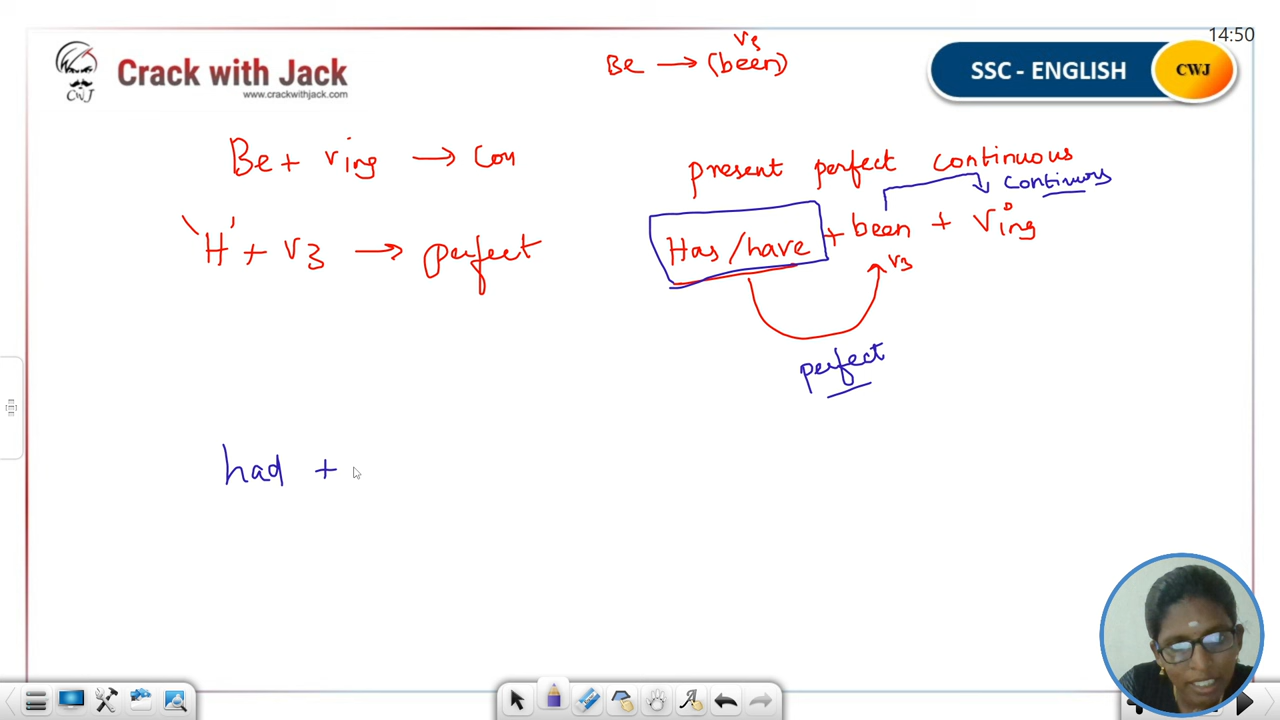 14:50
Be → (been)
V3
Crack with Jack
www.crackwithjack.com
CWJ
SSC - ENGLISH
CWJ
Be + ving → Con
present perfect continuous
continuous
'H' + v3 → perfect
Has/have + been + Ving
v3
perfect
had +